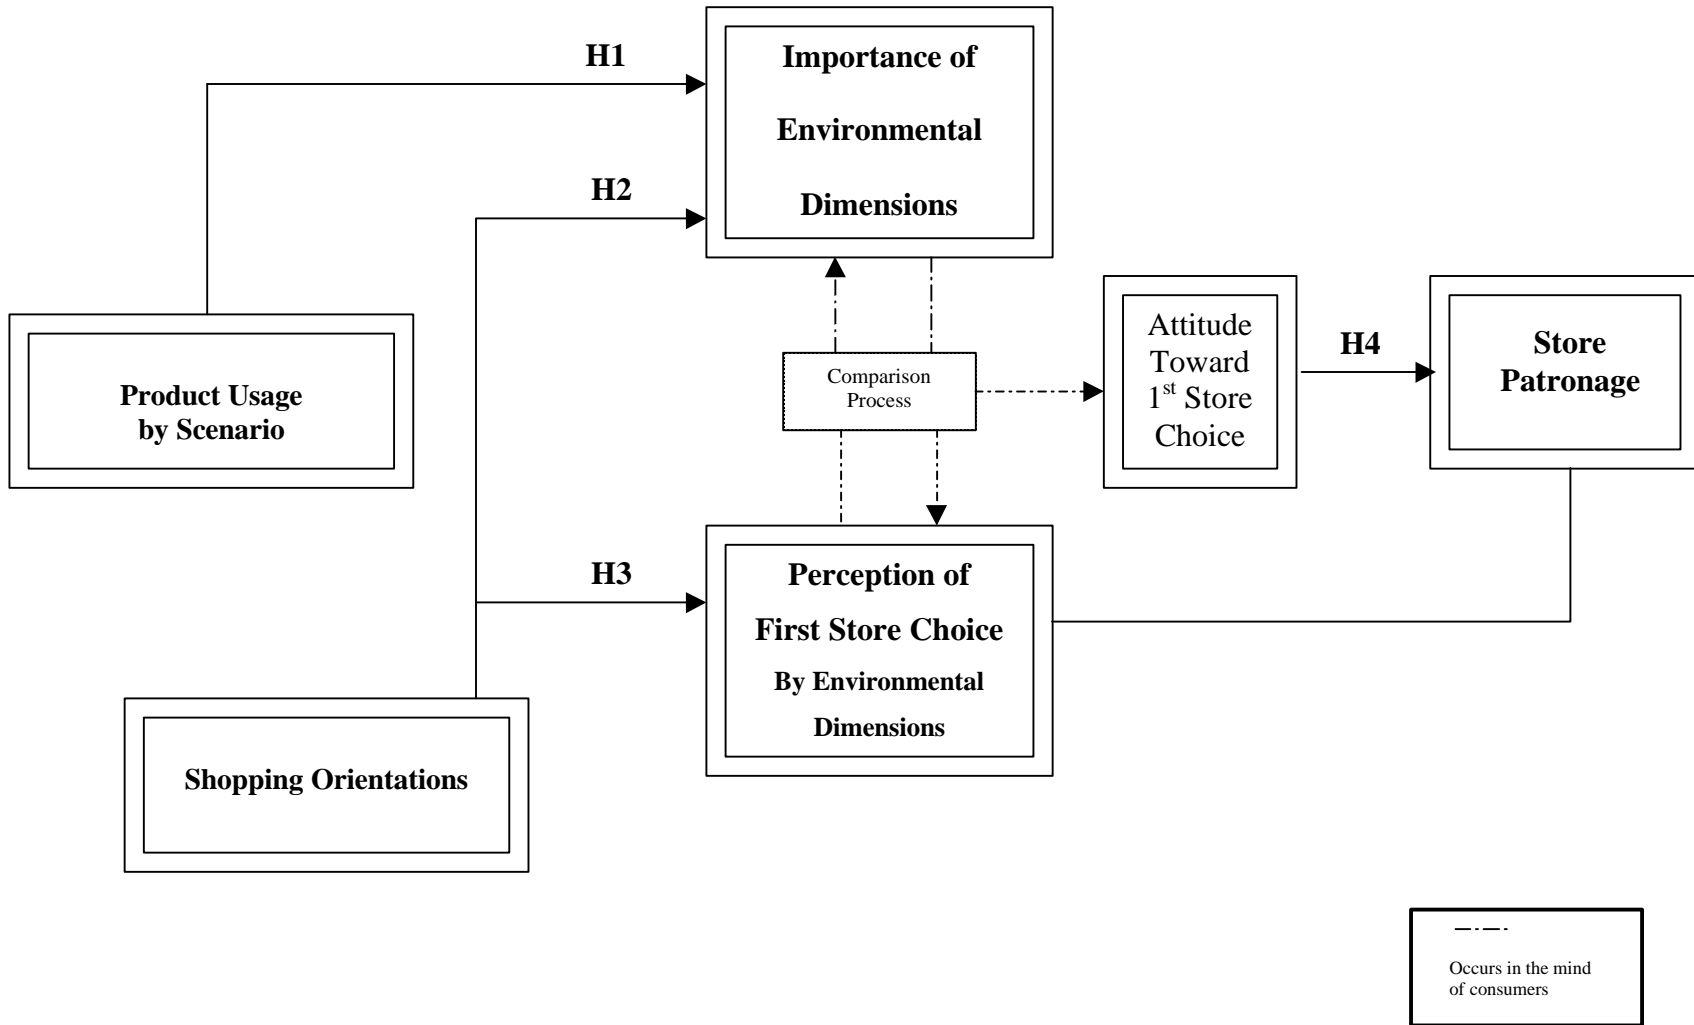 H1
Importance of
Environmental
Dimensions
H2
Product Usage
by Scenario
Comparison
Process
Attitude
Toward
1st Store
Choice
H4
Store
Patronage
H3
Perception of
First Store Choice
By Environmental
Dimensions
Shopping Orientations
Occurs in the mind
of consumers